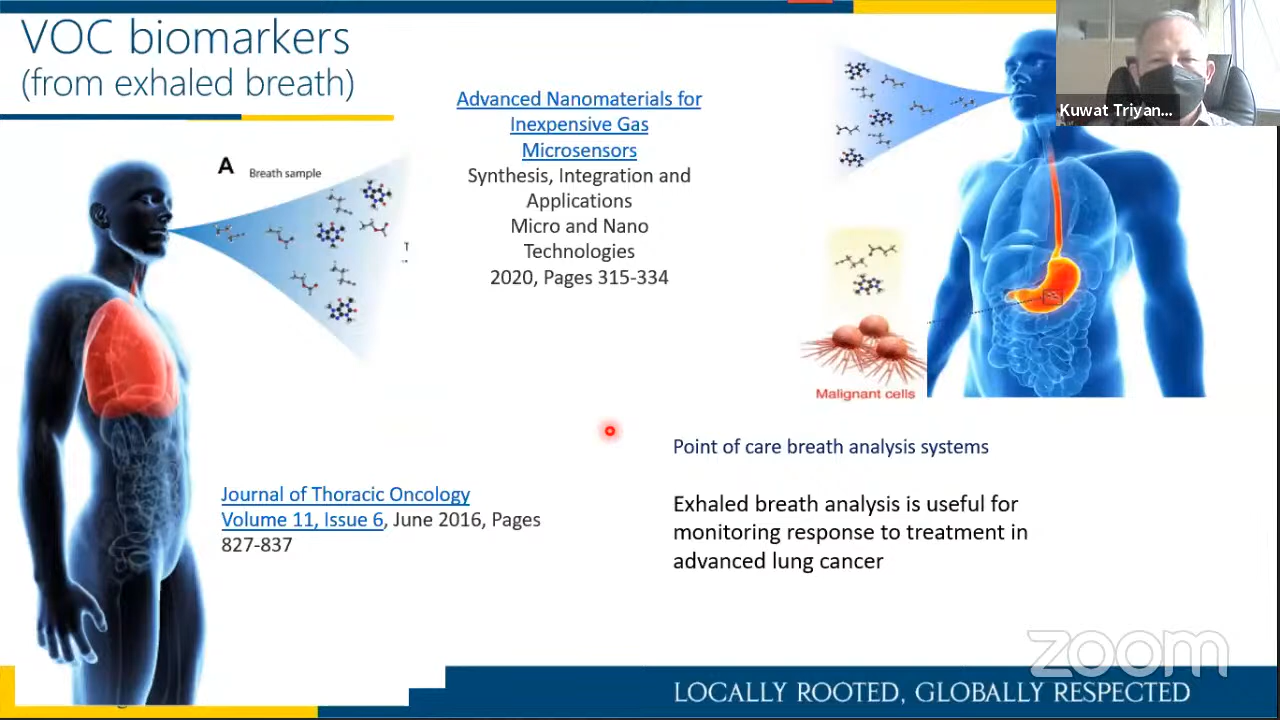 VOC biomarkers
(from exhaled breath)
Kuwat Triyan...
Advanced Nanomaterials for
Inexpensive Gas
Microsensors
Synthesis, Integration and
Applications
Micro and Nano
Technologies
2020, Pages 315-334
A
Breath sample
Malignant cells
Journal of Thoracic Oncology
Volume 11, Issue 6, June 2016, Pages
827-837
Point of care breath analysis systems
Exhaled breath analysis is useful for
monitoring response to treatment in
advanced lung cancer
zoom
LOCALLY ROOTED, GLOBALLY RESPECTED